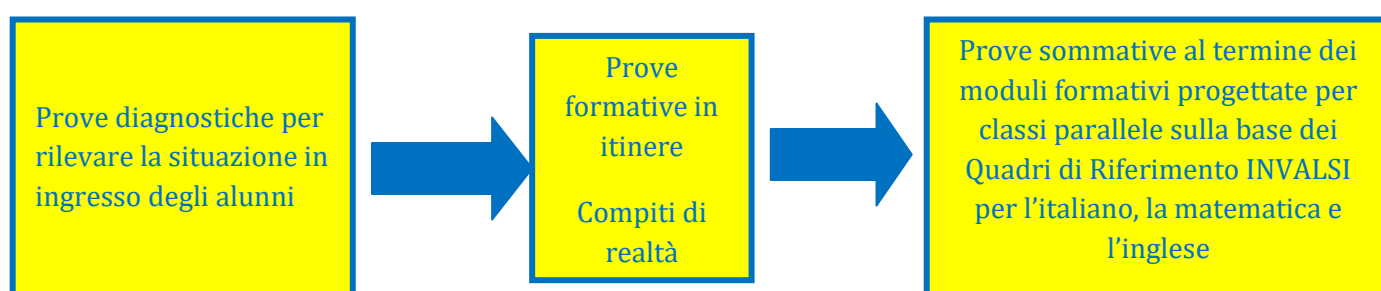 Prove diagnostiche per
rilevare la situazione in
ingresso degli alunni
Prove
formative in
itinere
Compiti di
realtà
Prove sommative al termine dei
moduli formativi progettate per
classi parallele sulla base dei
Quadri di Riferimento INVALSI
per l’italiano, la matematica e
l’inglese